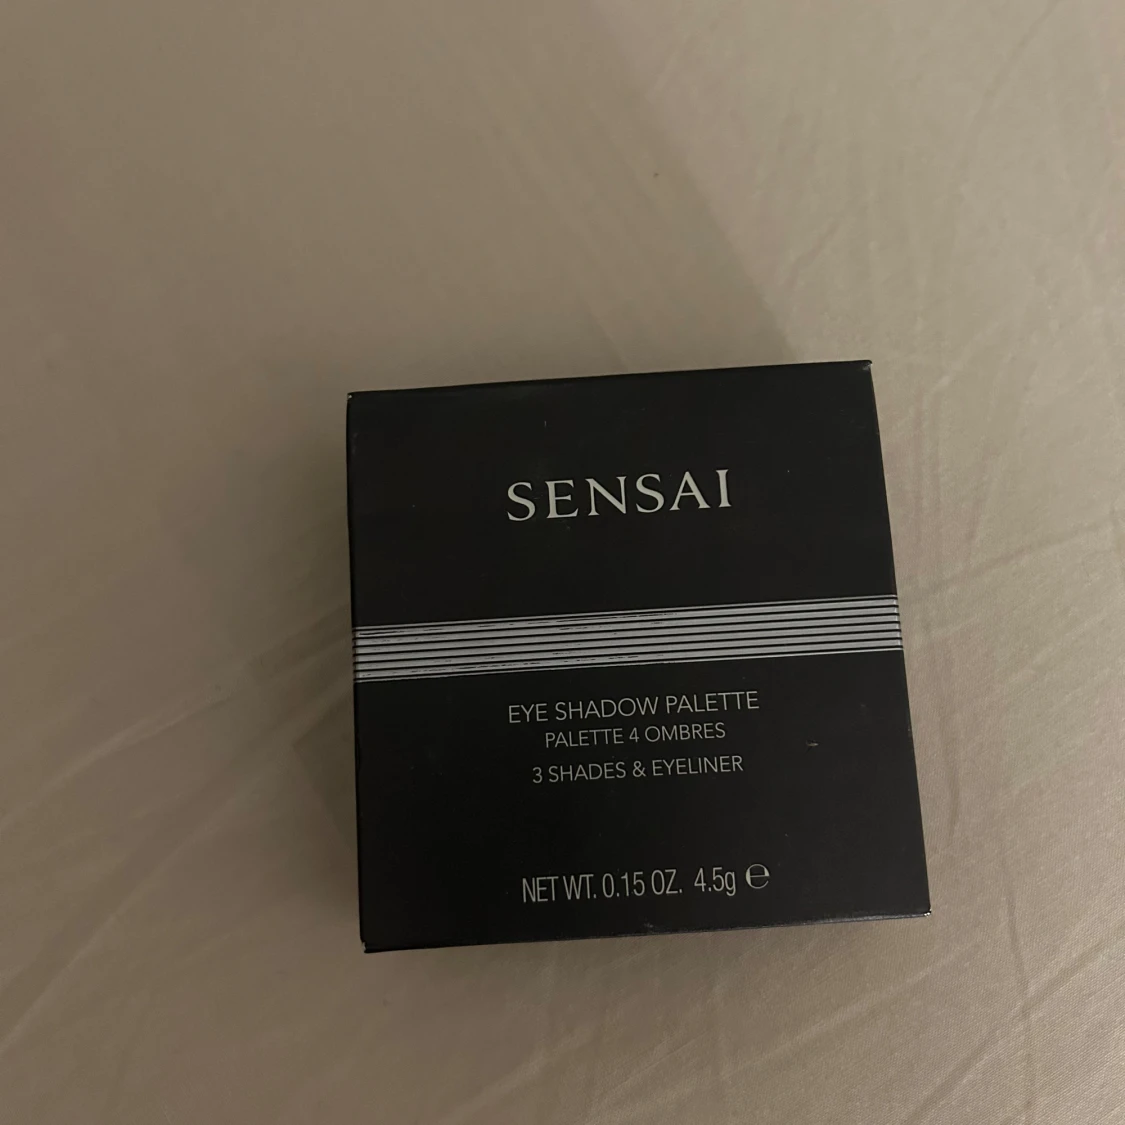 SENSAI
EYE SHADOW PALETTE
PALETTE 4 OMBRES
3 SHADES & EYELINER
NET WT. 0.15 OZ. 4.5g ℮